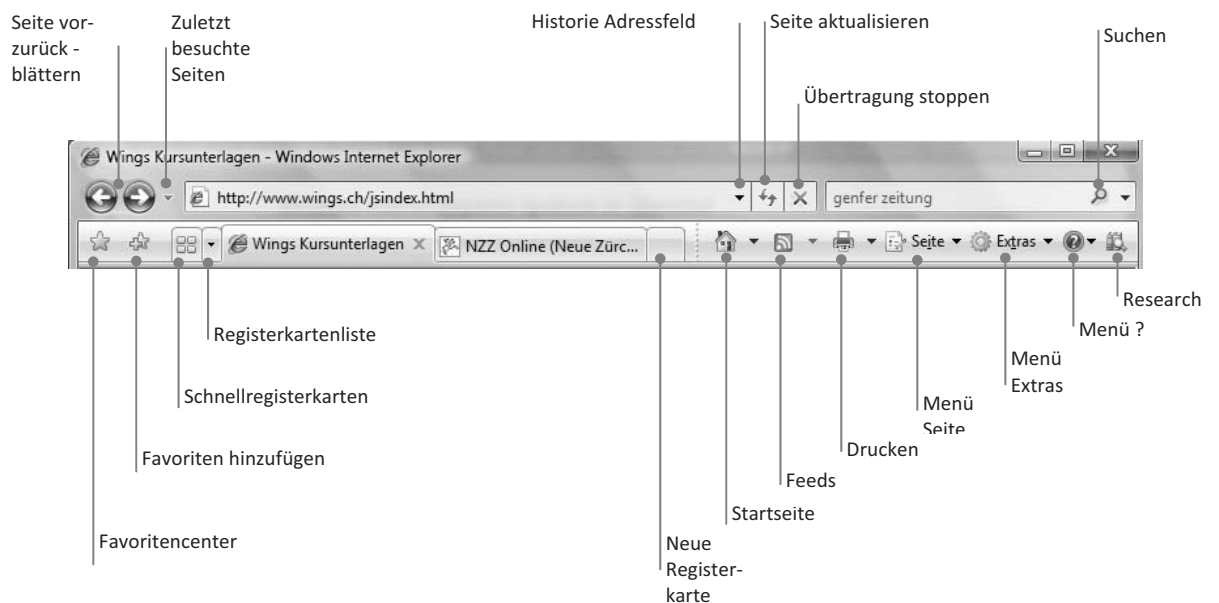 Seite vor-
zurück -
blättern
Zuletzt
besuchte
Seiten
Historie Adressfeld
Seite aktualisieren
Suchen
Übertragung stoppen
Wings Kursunterlagen - Windows Internet Explorer
http://www.wings.ch/jsindex.html
genfer zeitung
Wings Kursunterlagen
NZZ Online (Neue Zürc...
Seite
Extras
Research
Menü ?
Registerkartenliste
Menü
Extras
Schnellregisterkarten
Menü
Seite
Drucken
Favoriten hinzufügen
Feeds
Startseite
Favoritencenter
Neue
Register-
karte